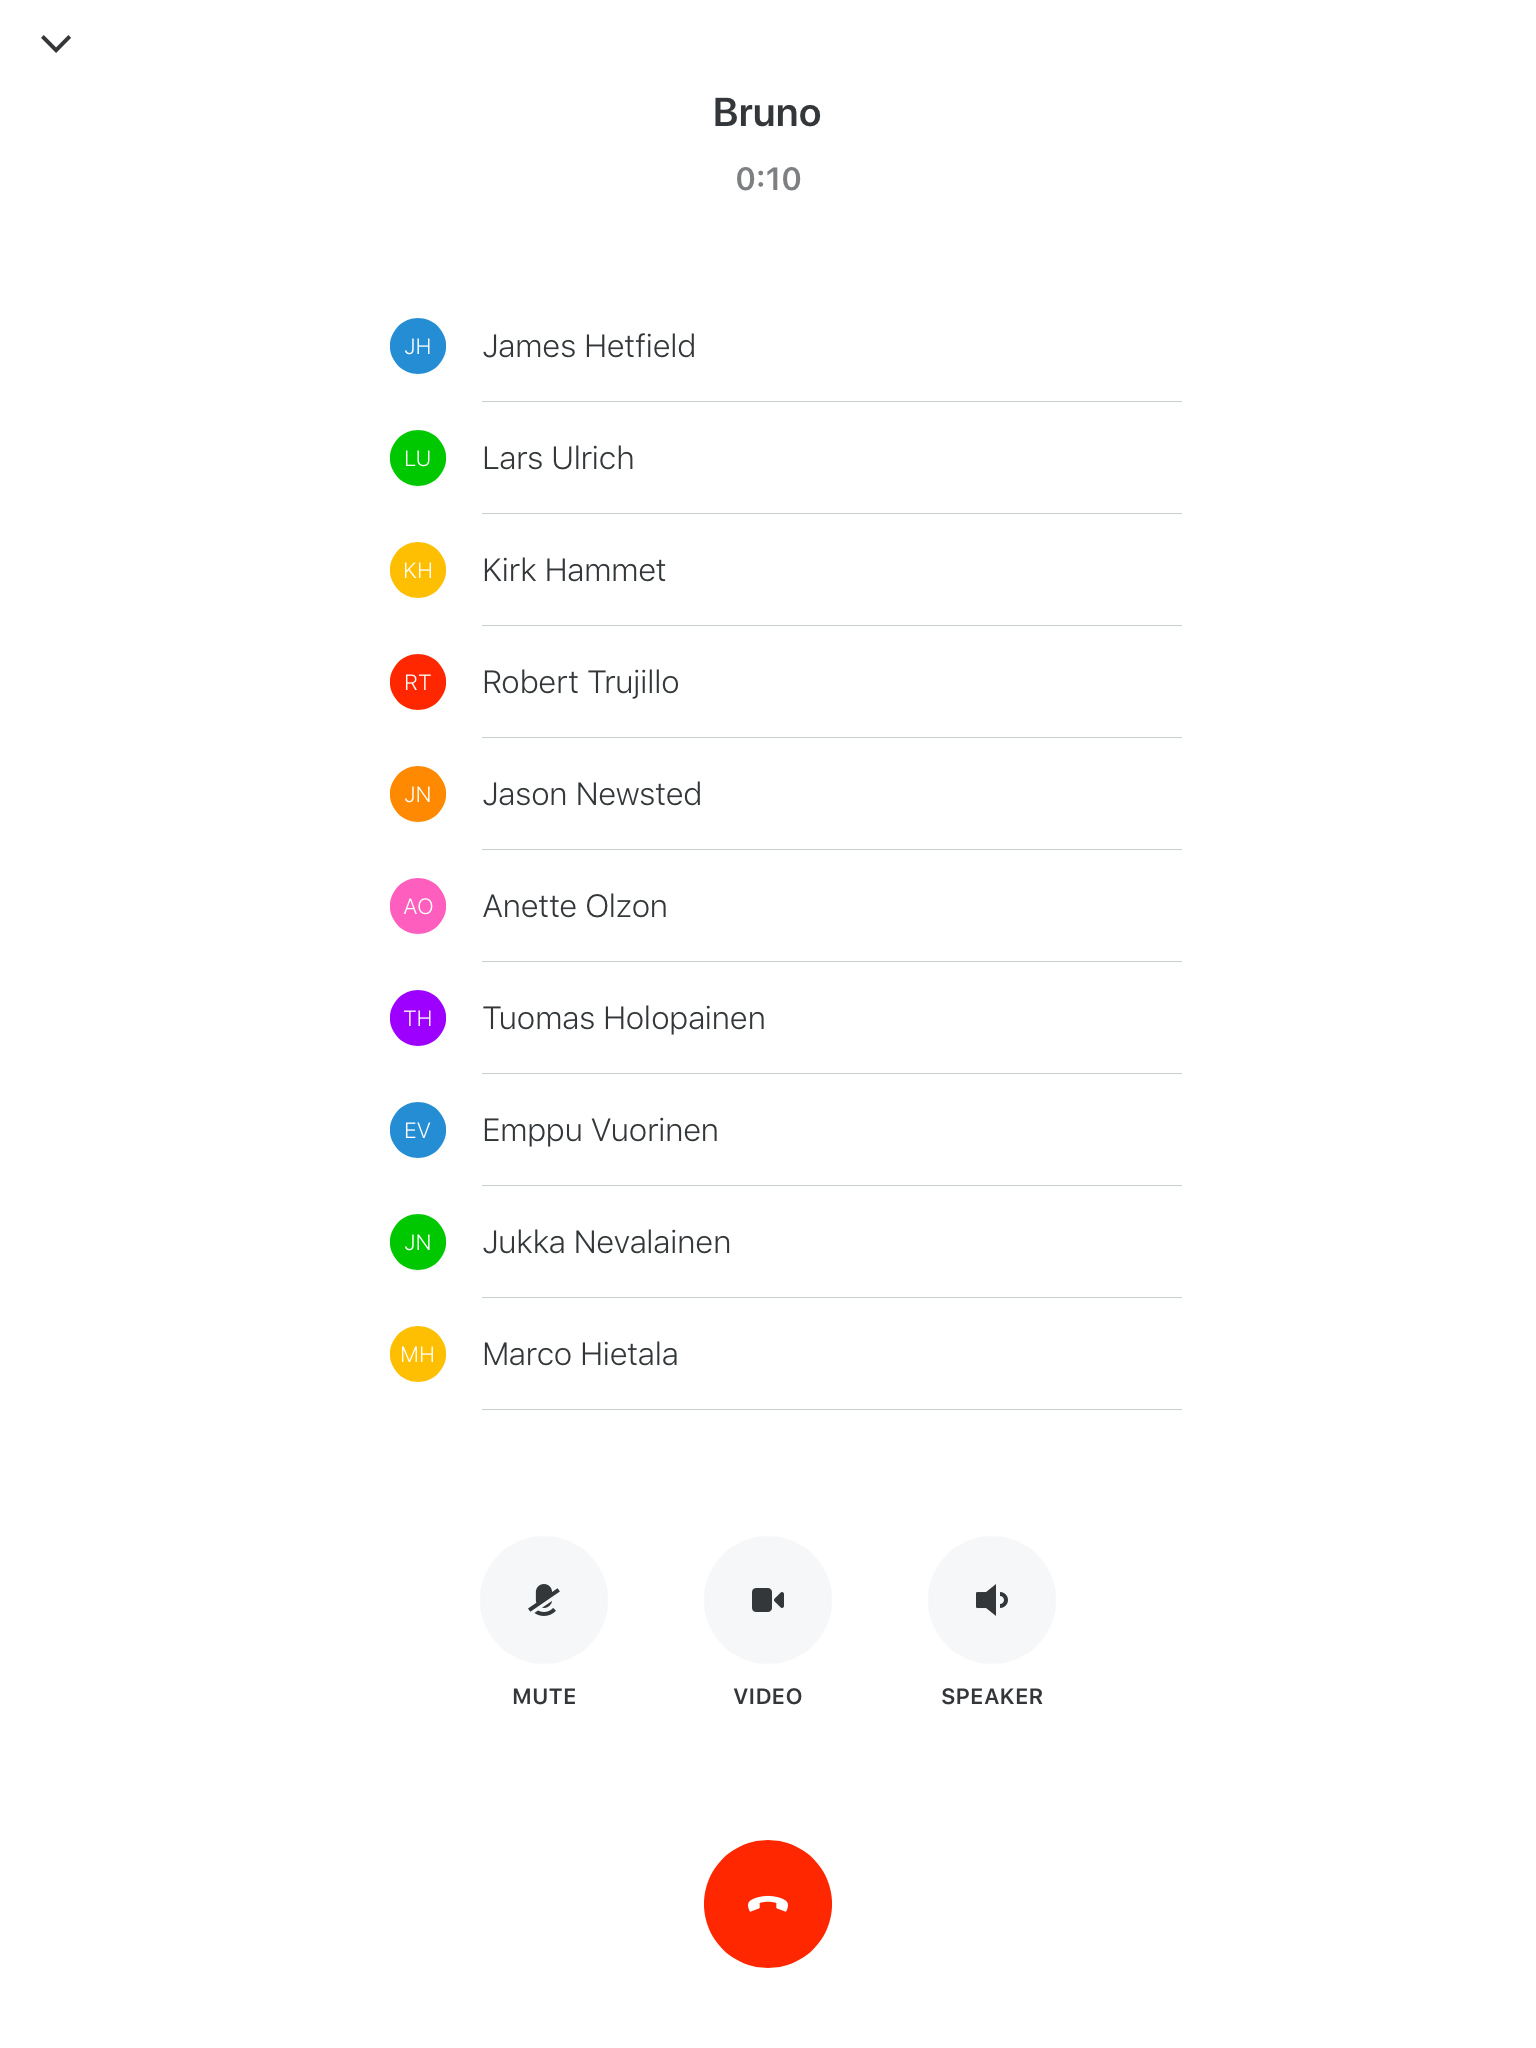 Bruno
0:10
JH James Hetfield
LU Lars Ulrich
KH Kirk Hammet
RT Robert Trujillo
JN Jason Newsted
AO Anette Olzon
TH Tuomas Holopainen
EV Emppu Vuorinen
JN Jukka Nevalainen
MH Marco Hietala
MUTE VIDEO SPEAKER